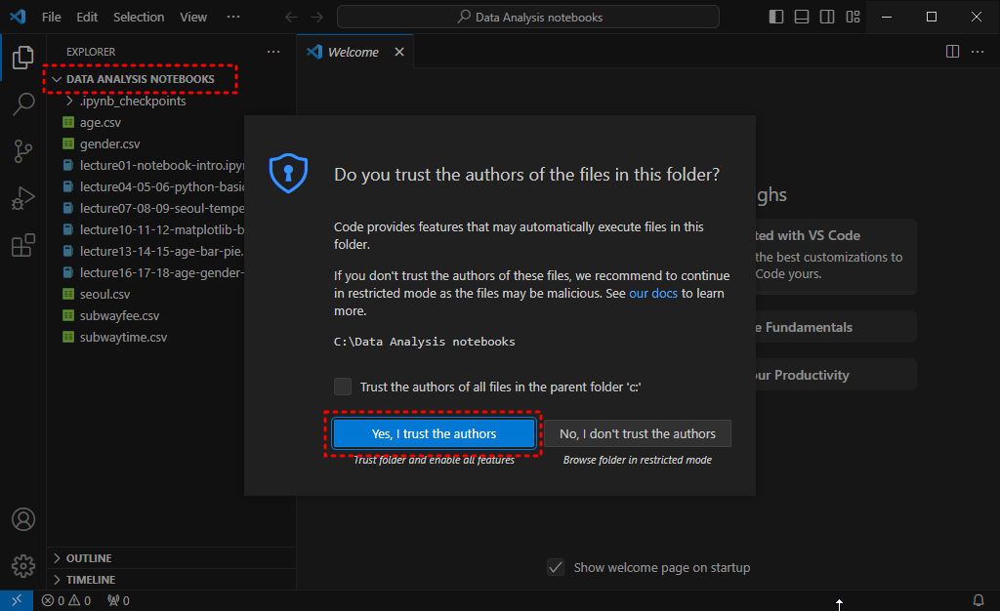 File Edit Selection View ···
Data Analysis notebooks
EXPLORER
Welcome
DATA ANALYSIS NOTEBOOKS
.ipynb_checkpoints
age.csv
gender.csv
lecture01-notebook-intro.ipyn
lecture04-05-06-python-basic
lecture07-08-09-seoul-tempe
lecture10-11-12-matplotlib-b
lecture13-14-15-age-bar-pie.
lecture16-17-18-age-gender-
seoul.csv
subwayfee.csv
subwaytime.csv
OUTLINE
TIMELINE
Do you trust the authors of the files in this folder?
Code provides features that may automatically execute files in this
folder.
If you don't trust the authors of these files, we recommend to continue
in restricted mode as the files may be malicious. See our docs to learn
more.
C:\Data Analysis notebooks
Trust the authors of all files in the parent folder 'c:'
Yes, I trust the authors
No, I don't trust the authors
Trust folder and enable all features
Browse folder in restricted mode
ghs
ted with VS Code
the best customizations to
Code yours.
e Fundamentals
our Productivity
Show welcome page on startup
0 0 0